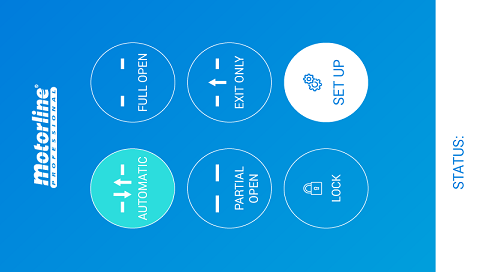 motorline®
PROFESSIONAL
AUTOMATIC
FULL OPEN
PARTIAL
OPEN
EXIT ONLY
LOCK
SET UP
STATUS: